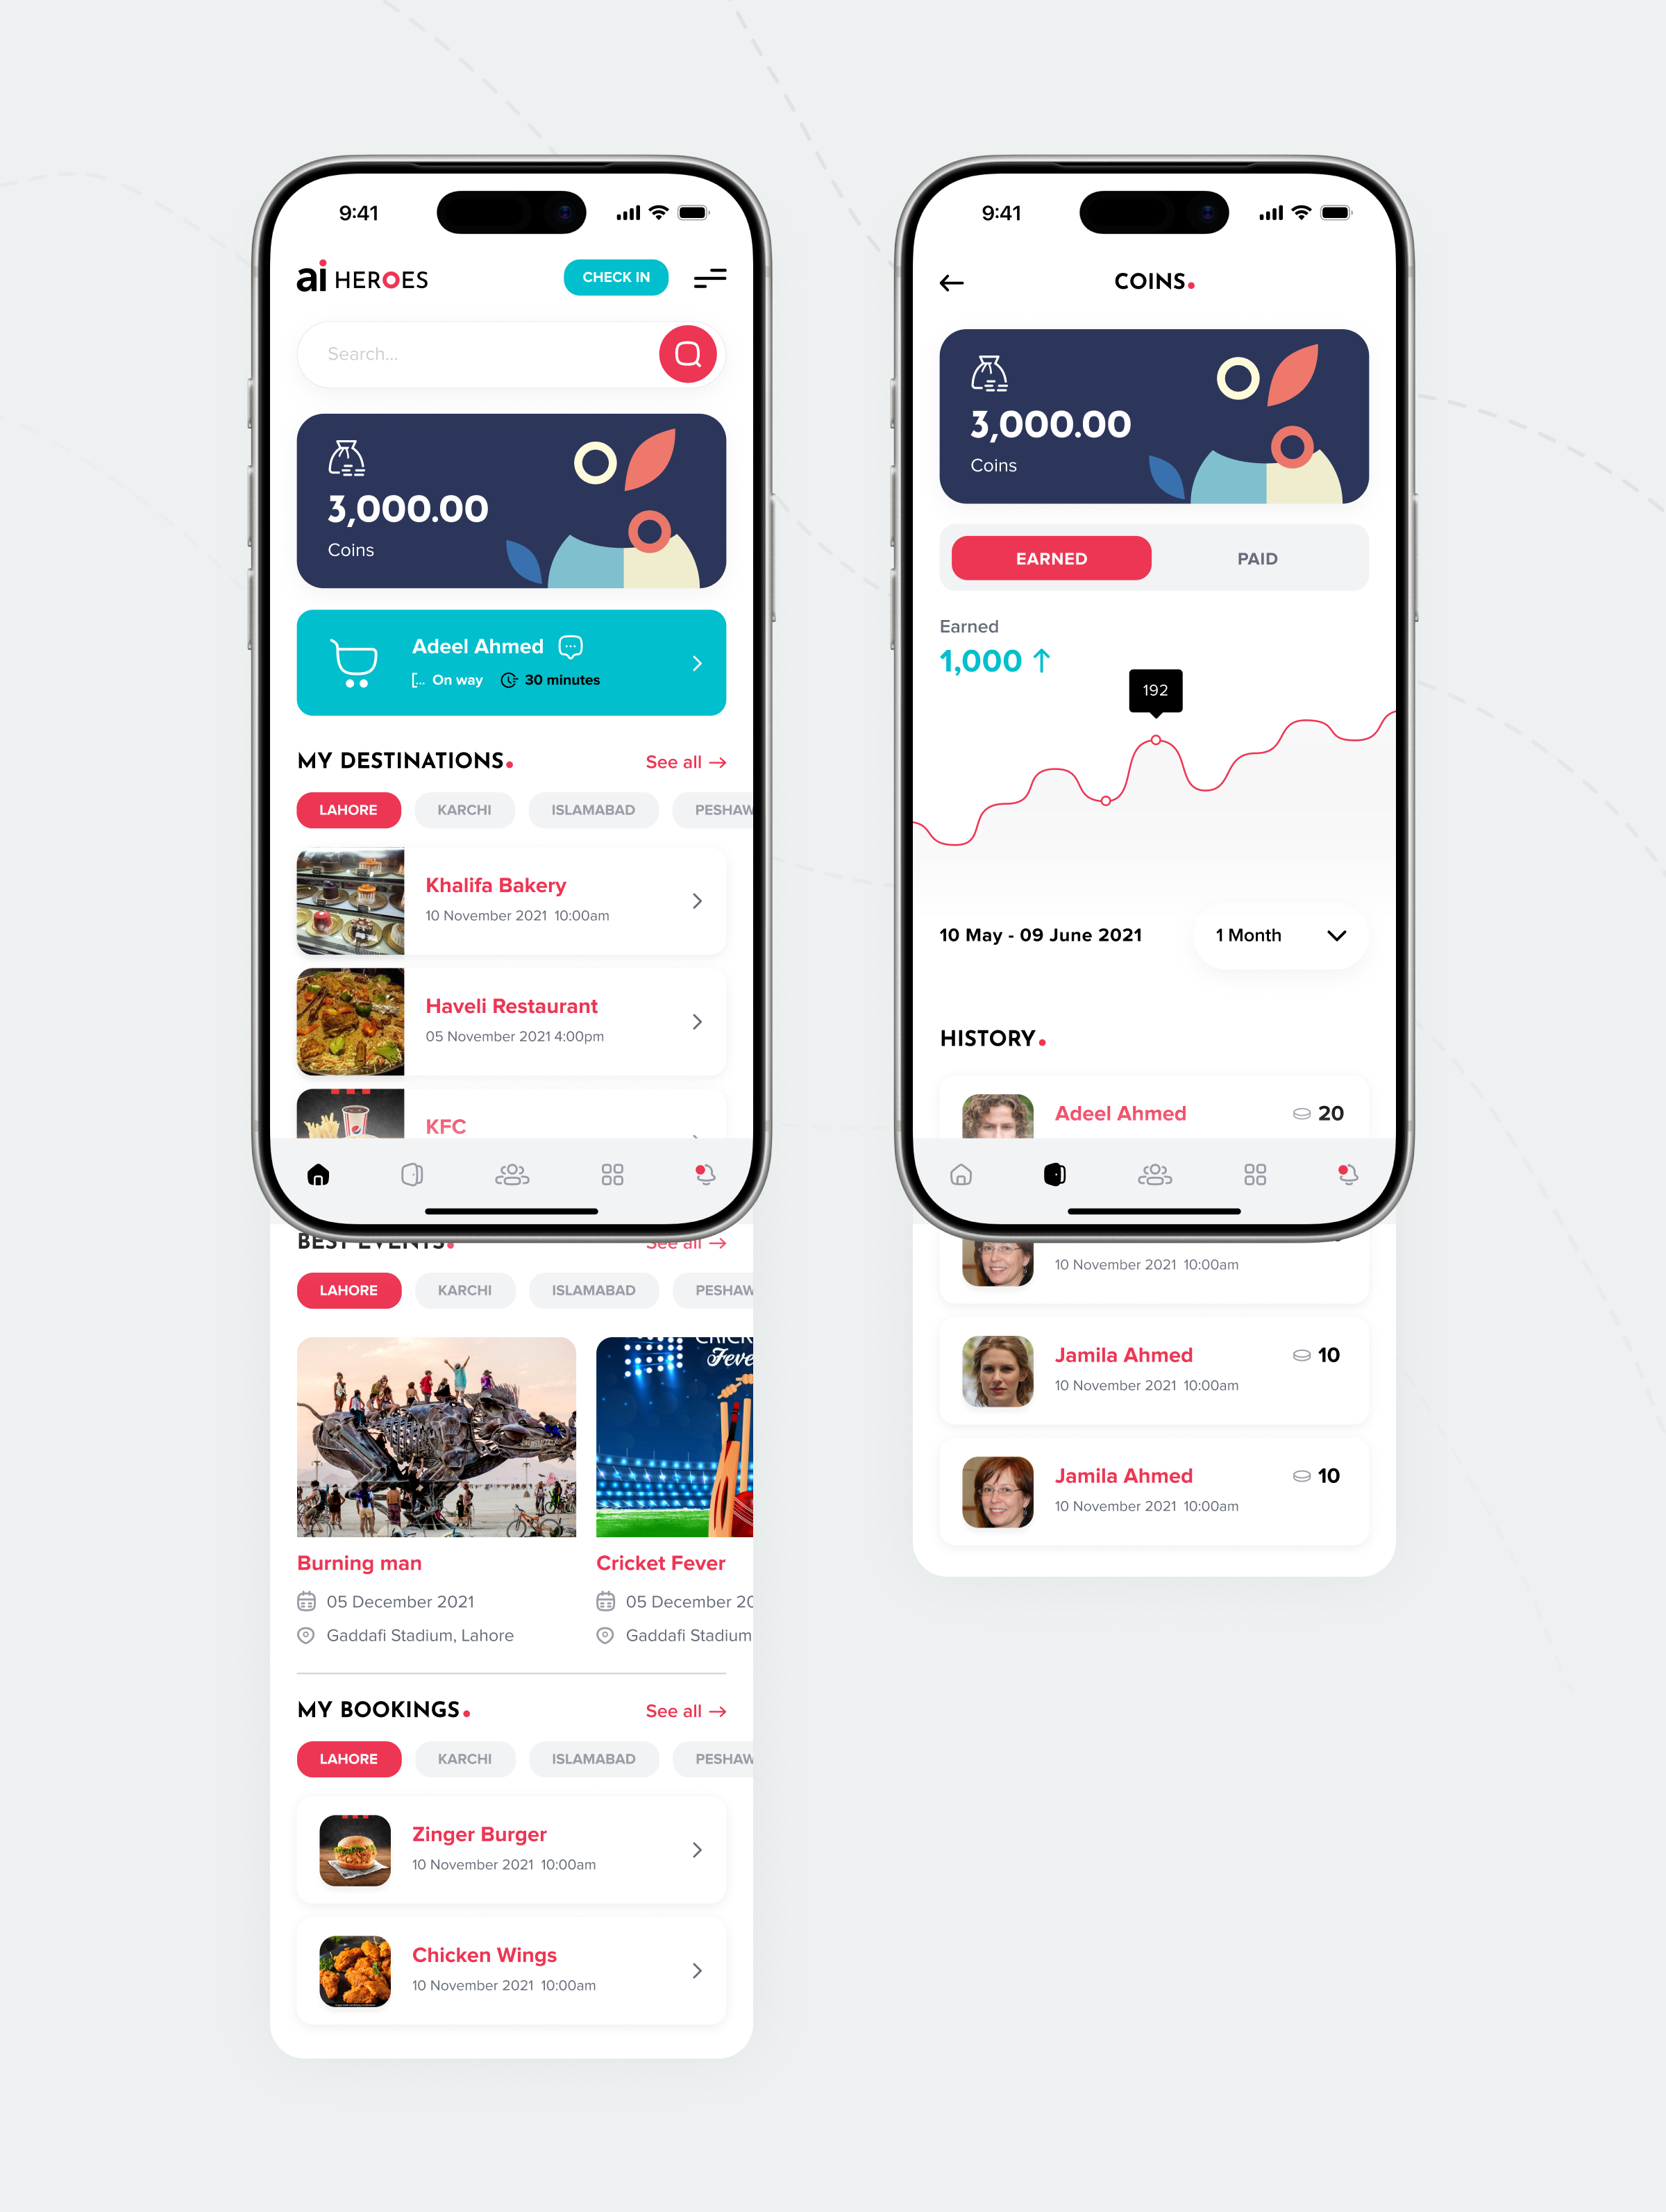 9:41
ai HEROES
CHECK IN
Search...
3,000.00
Coins
Adeel Ahmed
On way 30 minutes
MY DESTINATIONS.
See all →
LAHORE KARCHI ISLAMABAD PESHAW
Khalifa Bakery
10 November 2021 10:00am
Haveli Restaurant
05 November 2021 4:00pm
KFC
BEST EVENTS.
See all →
LAHORE KARCHI ISLAMABAD PESHAW
CRICK
Feve
Burning man
05 December 2021
Gaddafi Stadium, Lahore
Cricket Fever
05 December 20
Gaddafi Stadium
MY BOOKINGS.
See all →
LAHORE KARCHI ISLAMABAD PESHAW
Zinger Burger
10 November 2021 10:00am
Chicken Wings
10 November 2021 10:00am
9:41
COINS.
3,000.00
Coins
EARNED PAID
Earned
1,000 ↑
192
10 May - 09 June 2021
1 Month
HISTORY.
Adeel Ahmed 20
10 November 2021 10:00am
Jamila Ahmed 10
10 November 2021 10:00am
Jamila Ahmed 10
10 November 2021 10:00am